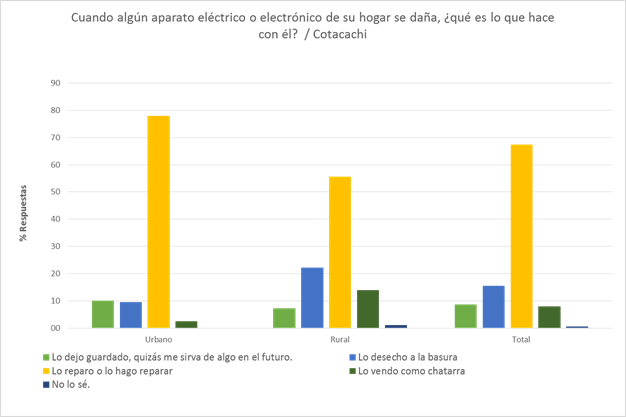 Cuando algún aparato eléctrico o electrónico de su hogar se daña, ¿qué es lo que hace
con él? / Cotacachi
90
80
70
60
50
40
30
20
10
00
% Respuestas
Urbano
Rural
Total
Lo dejo guardado, quizás me sirva de algo en el futuro.
Lo desecho a la basura
Lo reparo o lo hago reparar
Lo vendo como chatarra
No lo sé.